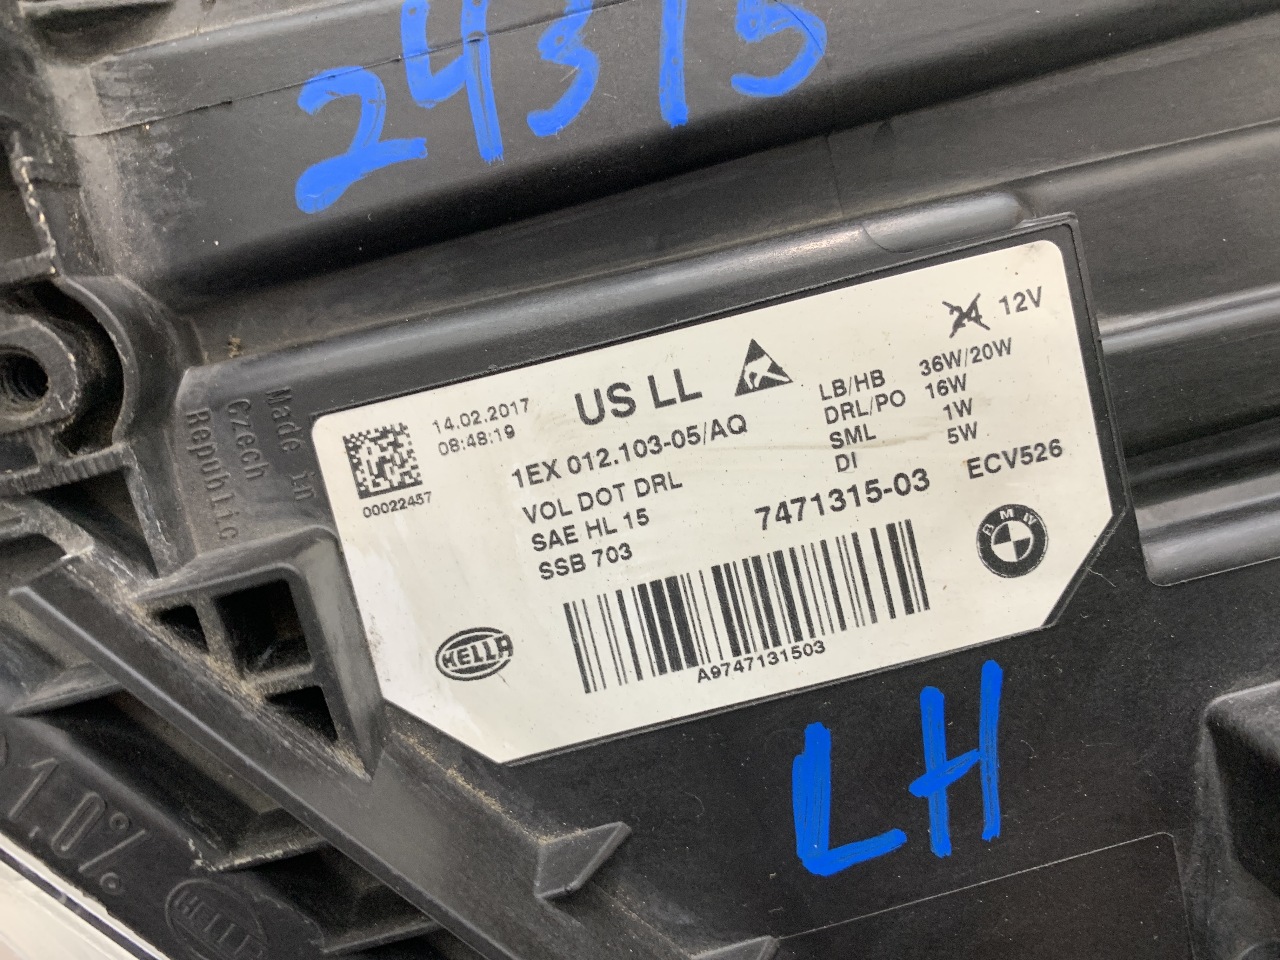 24315
Made in
Czech
Republic
14.02.2017
08:48:19
00022457
US LL
1EX 012.103-05/AQ
VOL DOT DRL
SAE HL 15
SSB 703
24 12V
LB/HB 36W/20W
DRL/PO 16W
SML 1W
DI 5W
7471315-03
ECV526
BMW
HELLA
A9747131503
LH
1.0%
HELLA